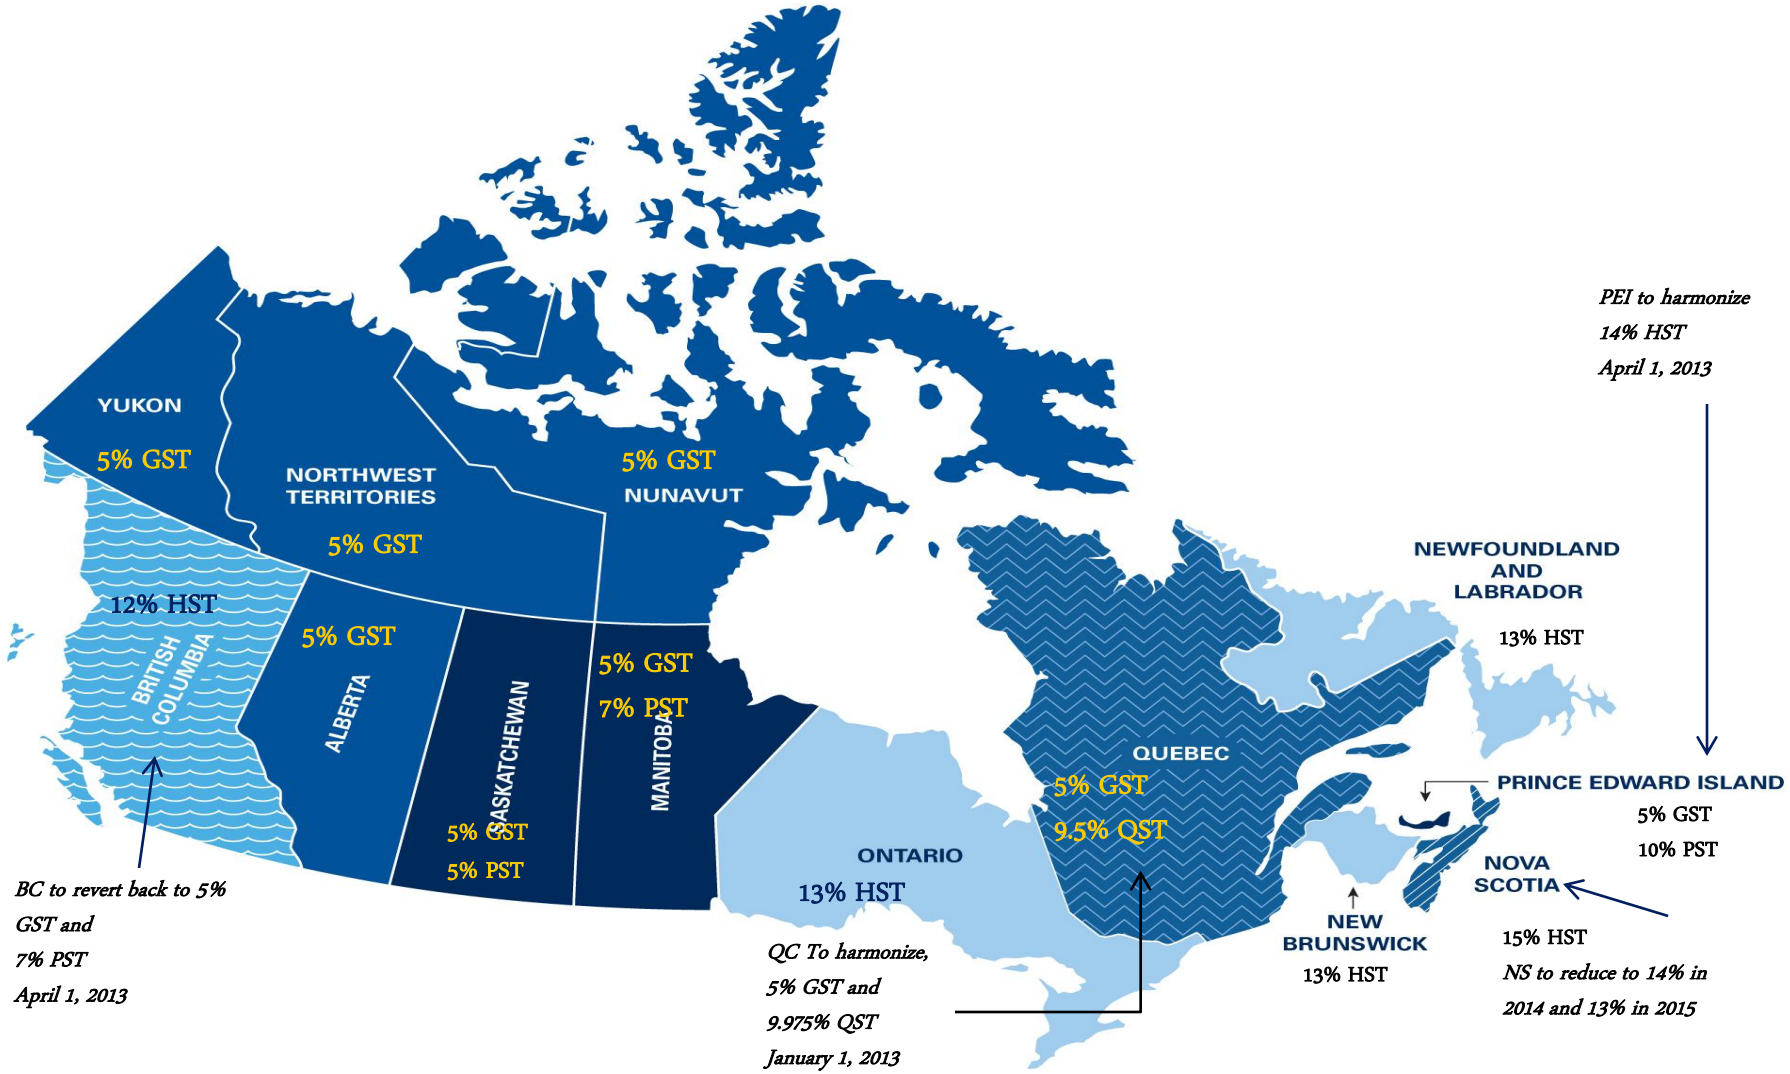 PEI to harmonize
14% HST
April 1, 2013
YUKON
5% GST
NORTHWEST
TERRITORIES
5% GST
5% GST
NUNAVUT
NEWFOUNDLAND
AND
LABRADOR
13% HST
12% HST
BRITISH
COLUMBIA
5% GST
ALBERTA
SASKATCHEWAN
5% GST
5% PST
5% GST
7% PST
MANITOBA
ONTARIO
13% HST
QUEBEC
5% GST
9.5% QST
PRINCE EDWARD ISLAND
5% GST
10% PST
NOVA
SCOTIA
15% HST
NS to reduce to 14% in
2014 and 13% in 2015
NEW
BRUNSWICK
13% HST
BC to revert back to 5%
GST and
7% PST
April 1, 2013
QC To harmonize,
5% GST and
9.975% QST
January 1, 2013